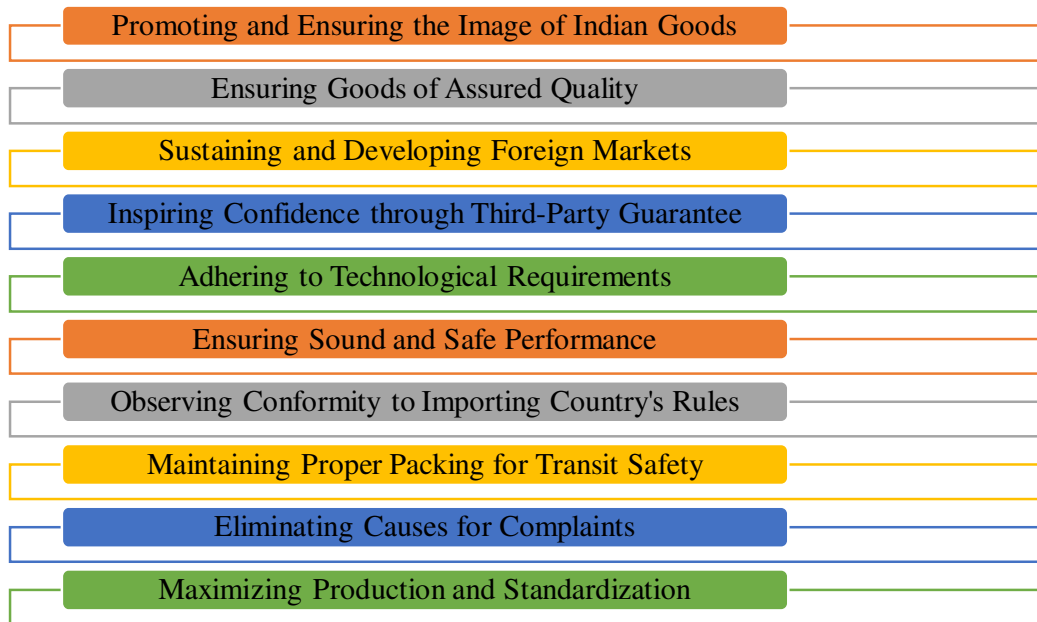 Promoting and Ensuring the Image of Indian Goods
Ensuring Goods of Assured Quality
Sustaining and Developing Foreign Markets
Inspiring Confidence through Third-Party Guarantee
Adhering to Technological Requirements
Ensuring Sound and Safe Performance
Observing Conformity to Importing Country's Rules
Maintaining Proper Packing for Transit Safety
Eliminating Causes for Complaints
Maximizing Production and Standardization